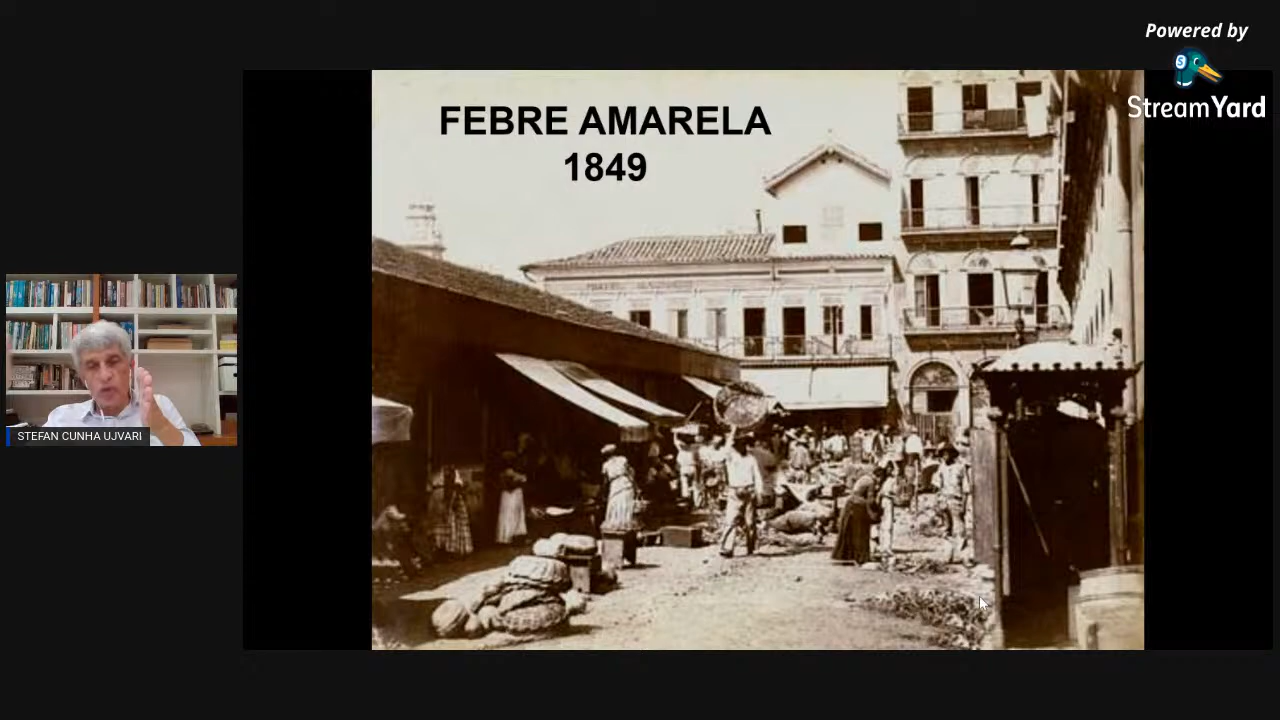 Powered by
StreamYard
FEBRE AMARELA
1849
STEFAN CUNHA UJVARI